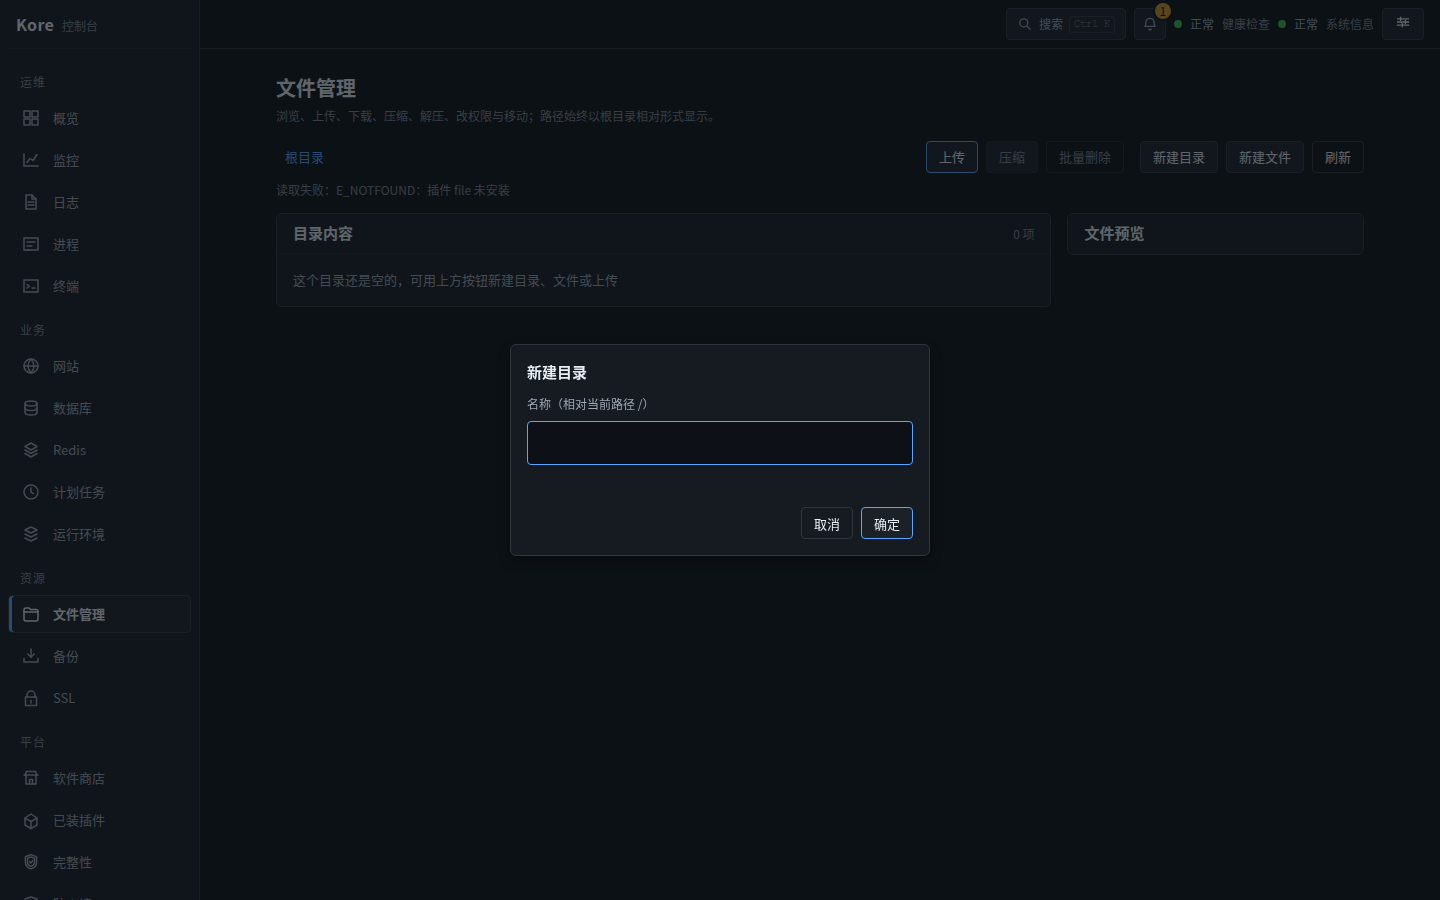 Kore 控制台
搜索 Ctrl K
1
正常 健康检查
正常 系统信息
运维
概览
监控
日志
进程
终端
业务
网站
数据库
Redis
计划任务
运行环境
资源
文件管理
备份
SSL
平台
软件商店
已装插件
完整性
文件管理
浏览、上传、下载、压缩、解压、改权限与移动；路径始终以根目录相对形式显示。
根目录
上传 压缩 批量删除 新建目录 新建文件 刷新
读取失败：E_NOTFOUND：插件 file 未安装
目录内容 0 项
这个目录还是空的，可用上方按钮新建目录、文件或上传
文件预览
新建目录
名称（相对当前路径 /）
取消 确定